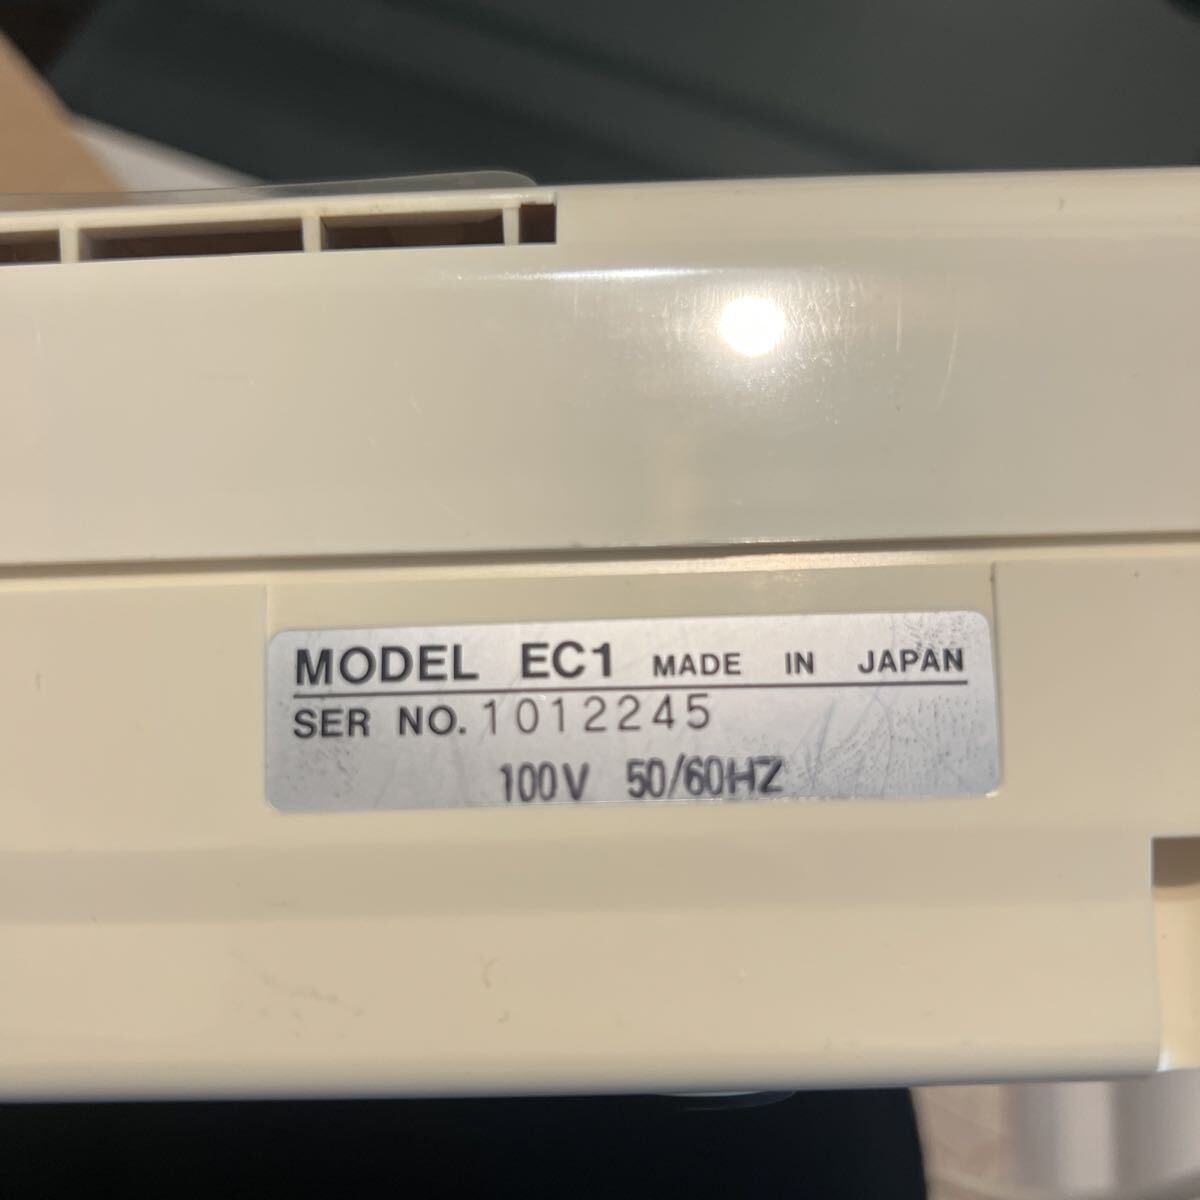 MODEL EC1 MADE IN JAPAN
SER NO. 1012245
100V 50/60HZ